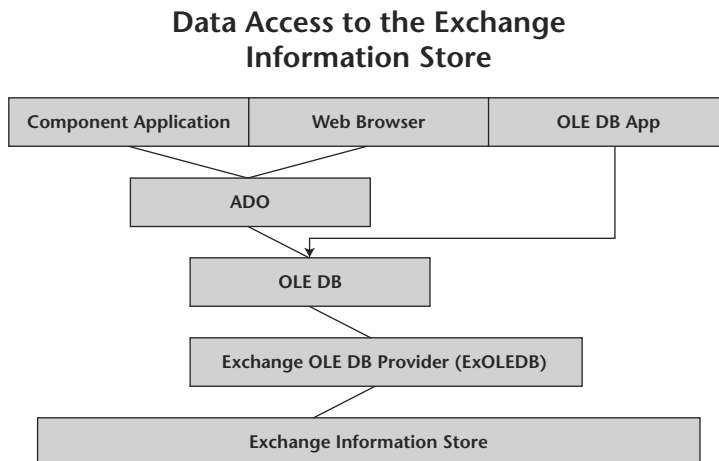 Data Access to the Exchange
Information Store
Component Application
Web Browser
OLE DB App
ADO
OLE DB
Exchange OLE DB Provider (ExOLEDB)
Exchange Information Store